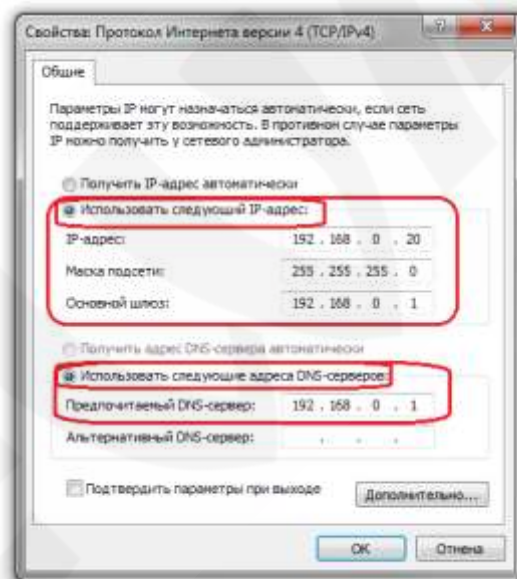 Свойства: Протокол Интернета версии 4 (TCP/IPv4)
Общие
Параметры IP могут назначаться автоматически, если сеть
поддерживает эту возможность. В противном случае параметры
IP можно получить у сетевого администратора.
Получить IP-адрес автоматически
Использовать следующий IP-адрес:
IP-адрес: 192 . 168 . 0 . 20
Маска подсети: 255 . 255 . 255 . 0
Основной шлюз: 192 . 168 . 0 . 1
Получить адрес DNS-сервера автоматически
Использовать следующие адреса DNS-серверов:
Предпочитаемый DNS-сервер: 192 . 168 . 0 . 1
Альтернативный DNS-сервер: . . .
Подтвердить параметры при выходе
Дополнительно...
ОК Отмена